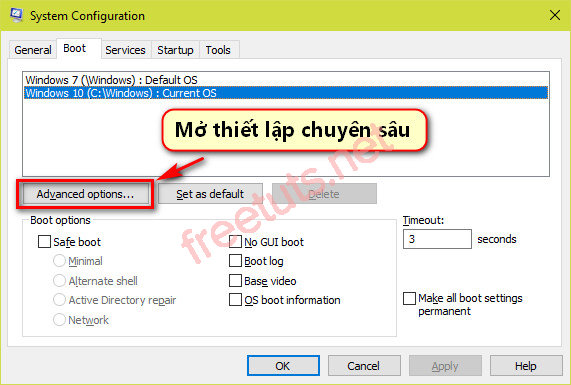 System Configuration
General Boot Services Startup Tools
Windows 7 (\Windows) : Default OS
Windows 10 (C:\Windows) : Current OS
Mở thiết lập chuyên sâu
Advanced options... Set as default Delete
Boot options
Safe boot
Minimal
Alternate shell
Active Directory repair
Network
No GUI boot
Boot log
Base video
OS boot information
Timeout:
3 seconds
Make all boot settings
permanent
freetuts.net
OK Cancel Apply Help